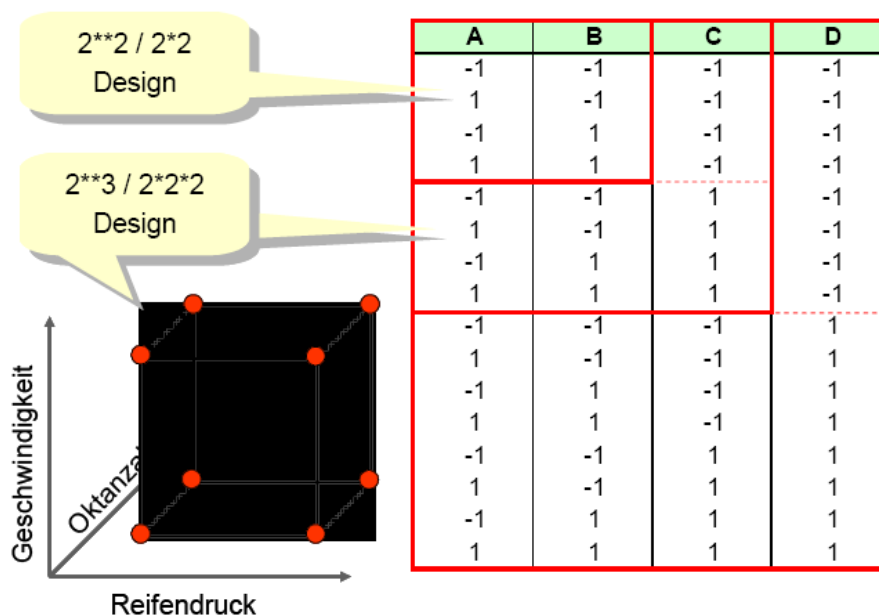 2**2 / 2*2
Design
2**3 / 2*2*2
Design
Geschwindigkeit
Reifendruck
A B C D
-1 -1 -1 -1
1 -1 -1 -1
-1 1 -1 -1
1 1 -1 -1
-1 -1 1 -1
1 -1 1 -1
-1 1 1 -1
1 1 1 -1
-1 -1 -1 1
1 -1 -1 1
-1 1 -1 1
1 1 -1 1
-1 -1 1 1
1 -1 1 1
-1 1 1 1
1 1 1 1